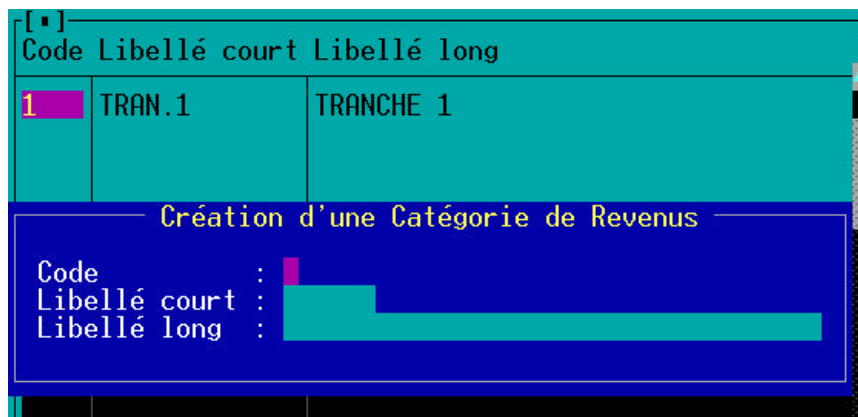 Code Libellé court Libellé long
1 TRAN.1 TRANCHE 1
Création d'une Catégorie de Revenus
Code :
Libellé court :
Libellé long :